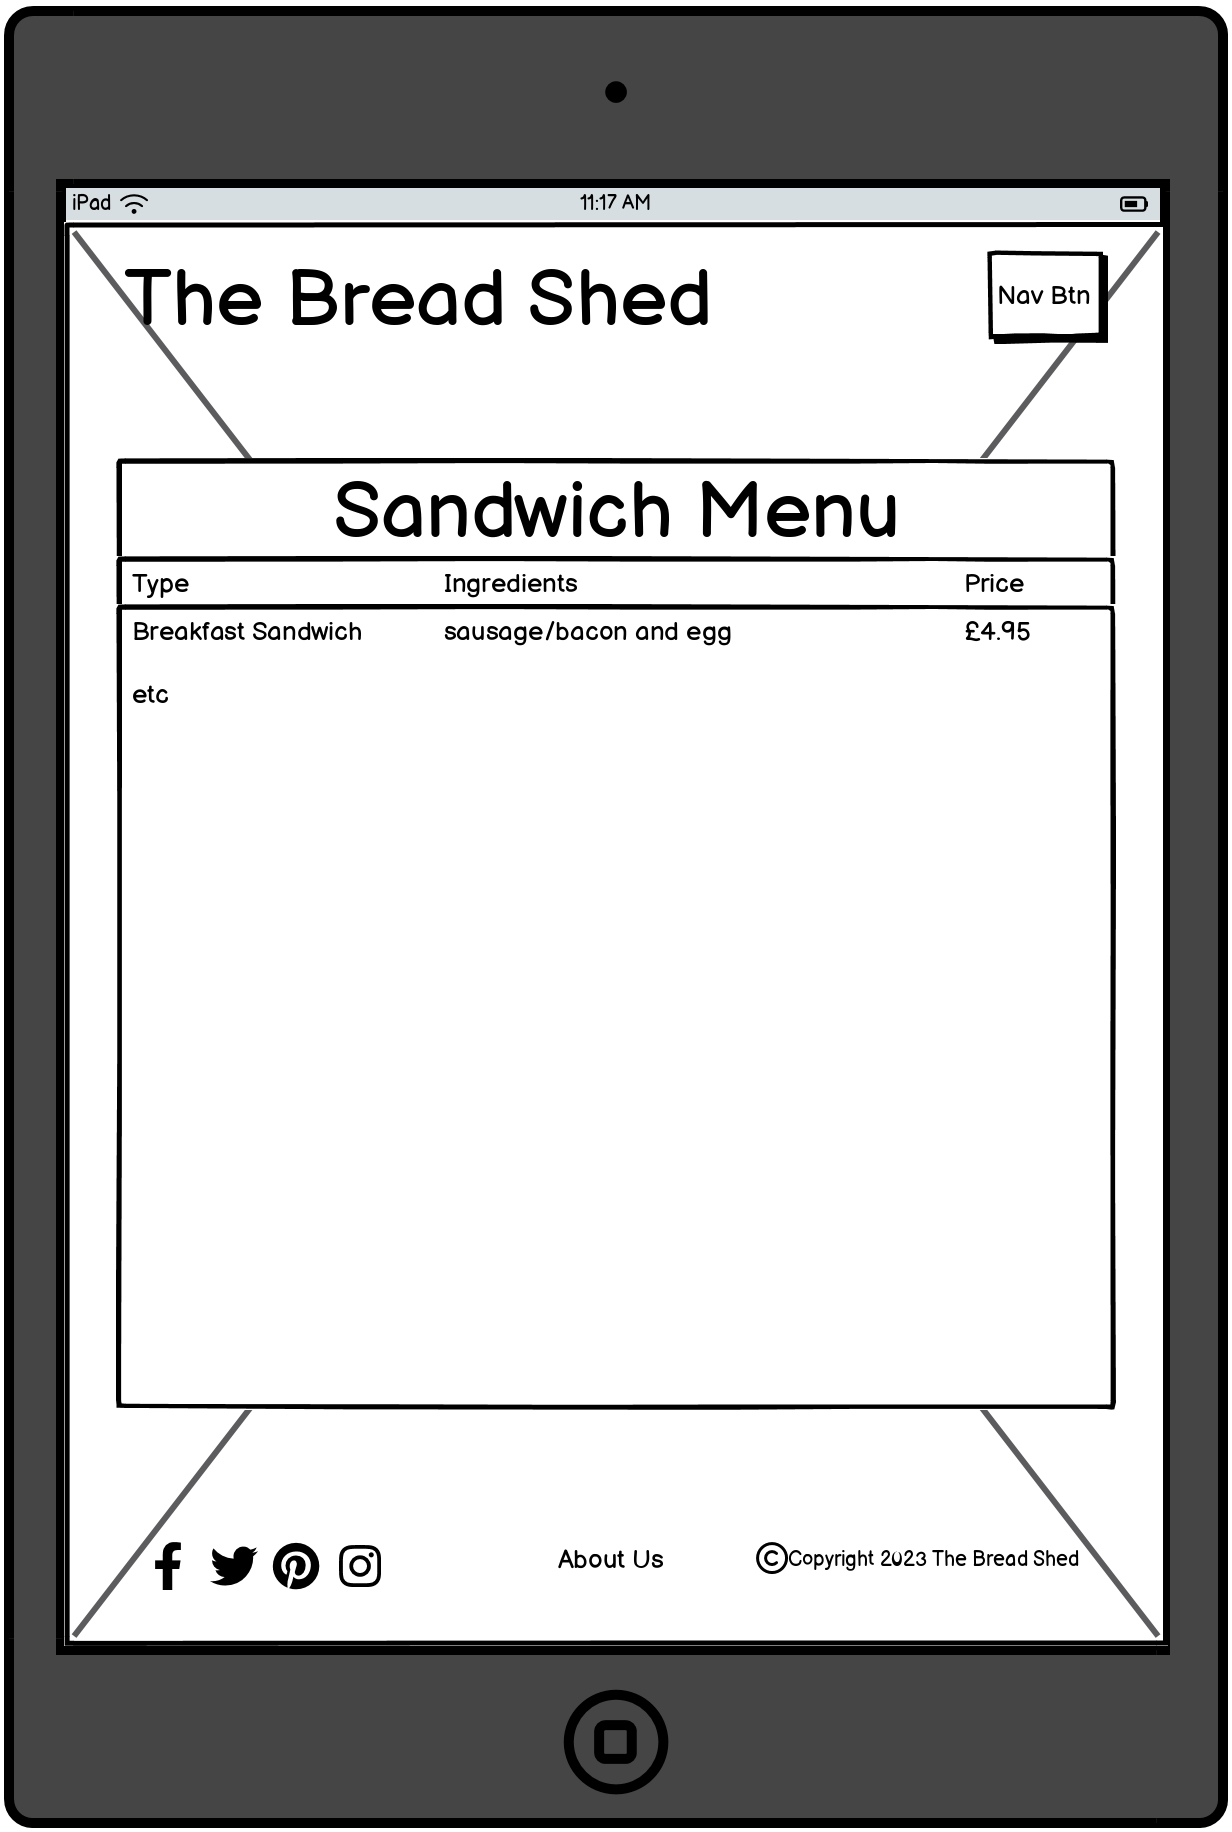 iPad 11:17 AM
The Bread Shed
Nav Btn
Sandwich Menu
Type Ingredients Price
Breakfast Sandwich sausage/bacon and egg £4.95
etc
About Us ©Copyright 2023 The Bread Shed